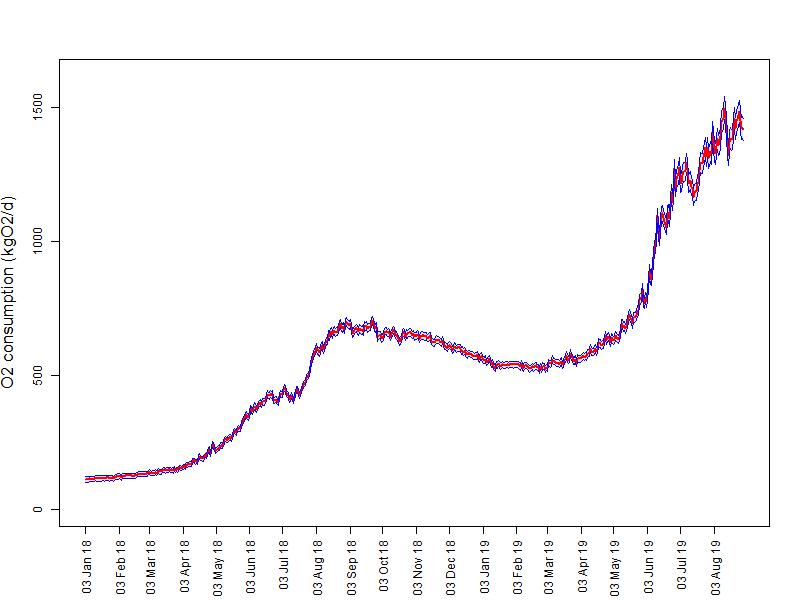 O2 consumption (kgO2/d)
1500
1000
500
0
03 Jan 18
03 Feb 18
03 Mar 18
03 Apr 18
03 May 18
03 Jun 18
03 Jul 18
03 Aug 18
03 Sep 18
03 Oct 18
03 Nov 18
03 Dec 18
03 Jan 19
03 Feb 19
03 Mar 19
03 Apr 19
03 May 19
03 Jun 19
03 Jul 19
03 Aug 19